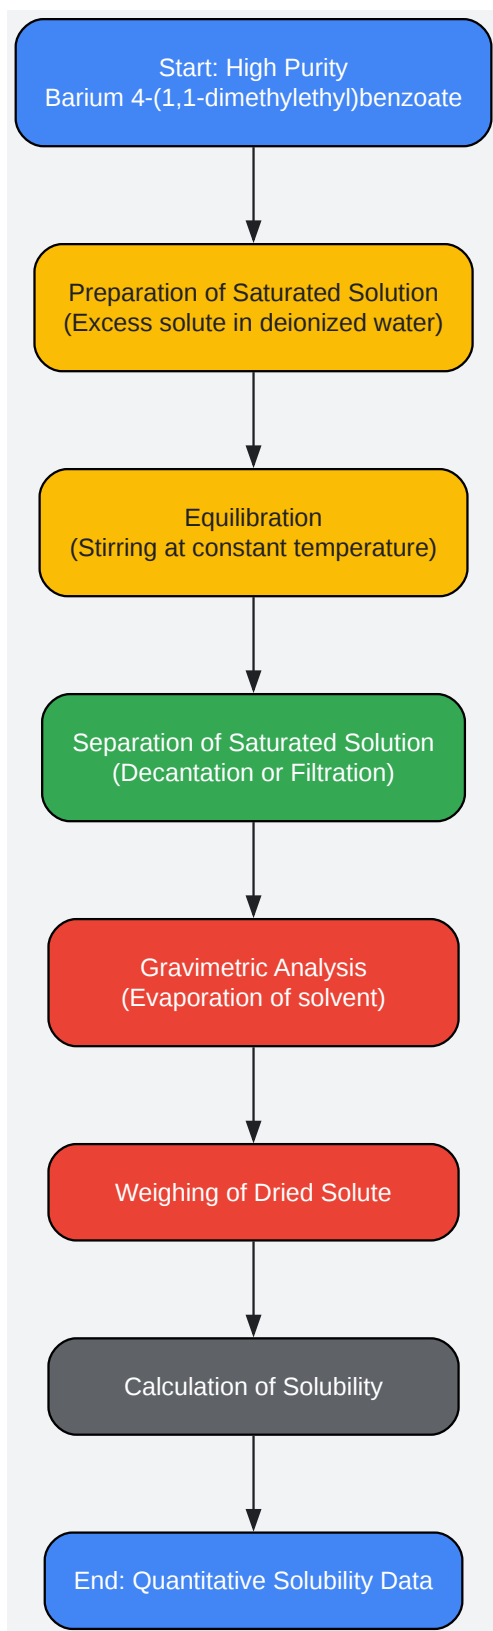 Start: High Purity
Barium 4-(1,1-dimethylethyl)benzoate
Preparation of Saturated Solution
(Excess solute in deionized water)
Equilibration
(Stirring at constant temperature)
Separation of Saturated Solution
(Decantation or Filtration)
Gravimetric Analysis
(Evaporation of solvent)
Weighing of Dried Solute
Calculation of Solubility
End: Quantitative Solubility Data